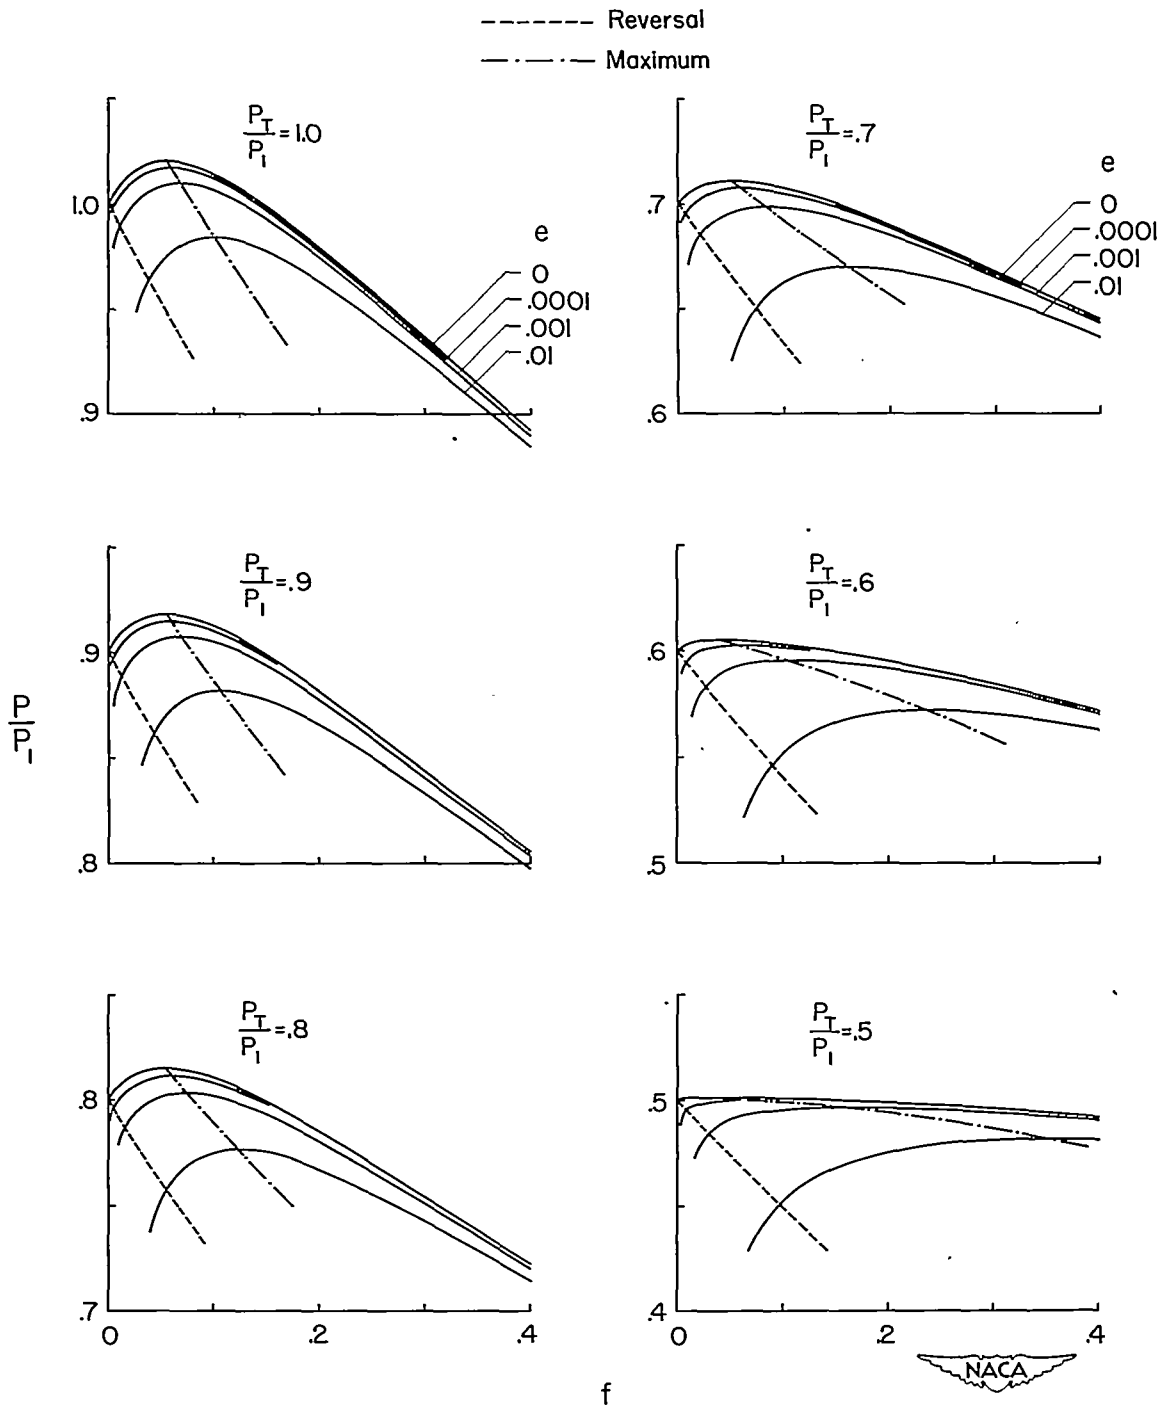 Reversal
Maximum
P_T/P_1 = 1.0
1.0
.9
e
0
.0001
.001
.01
P_T/P_1 = .7
.7
.6
e
0
.0001
.001
.01
P/P_1
P_T/P_1 = .9
.9
.8
P_T/P_1 = .6
.6
.5
P_T/P_1 = .8
.8
.7
0
.2
.4
P_T/P_1 = .5
.5
.4
0
.2
.4
NACA
f